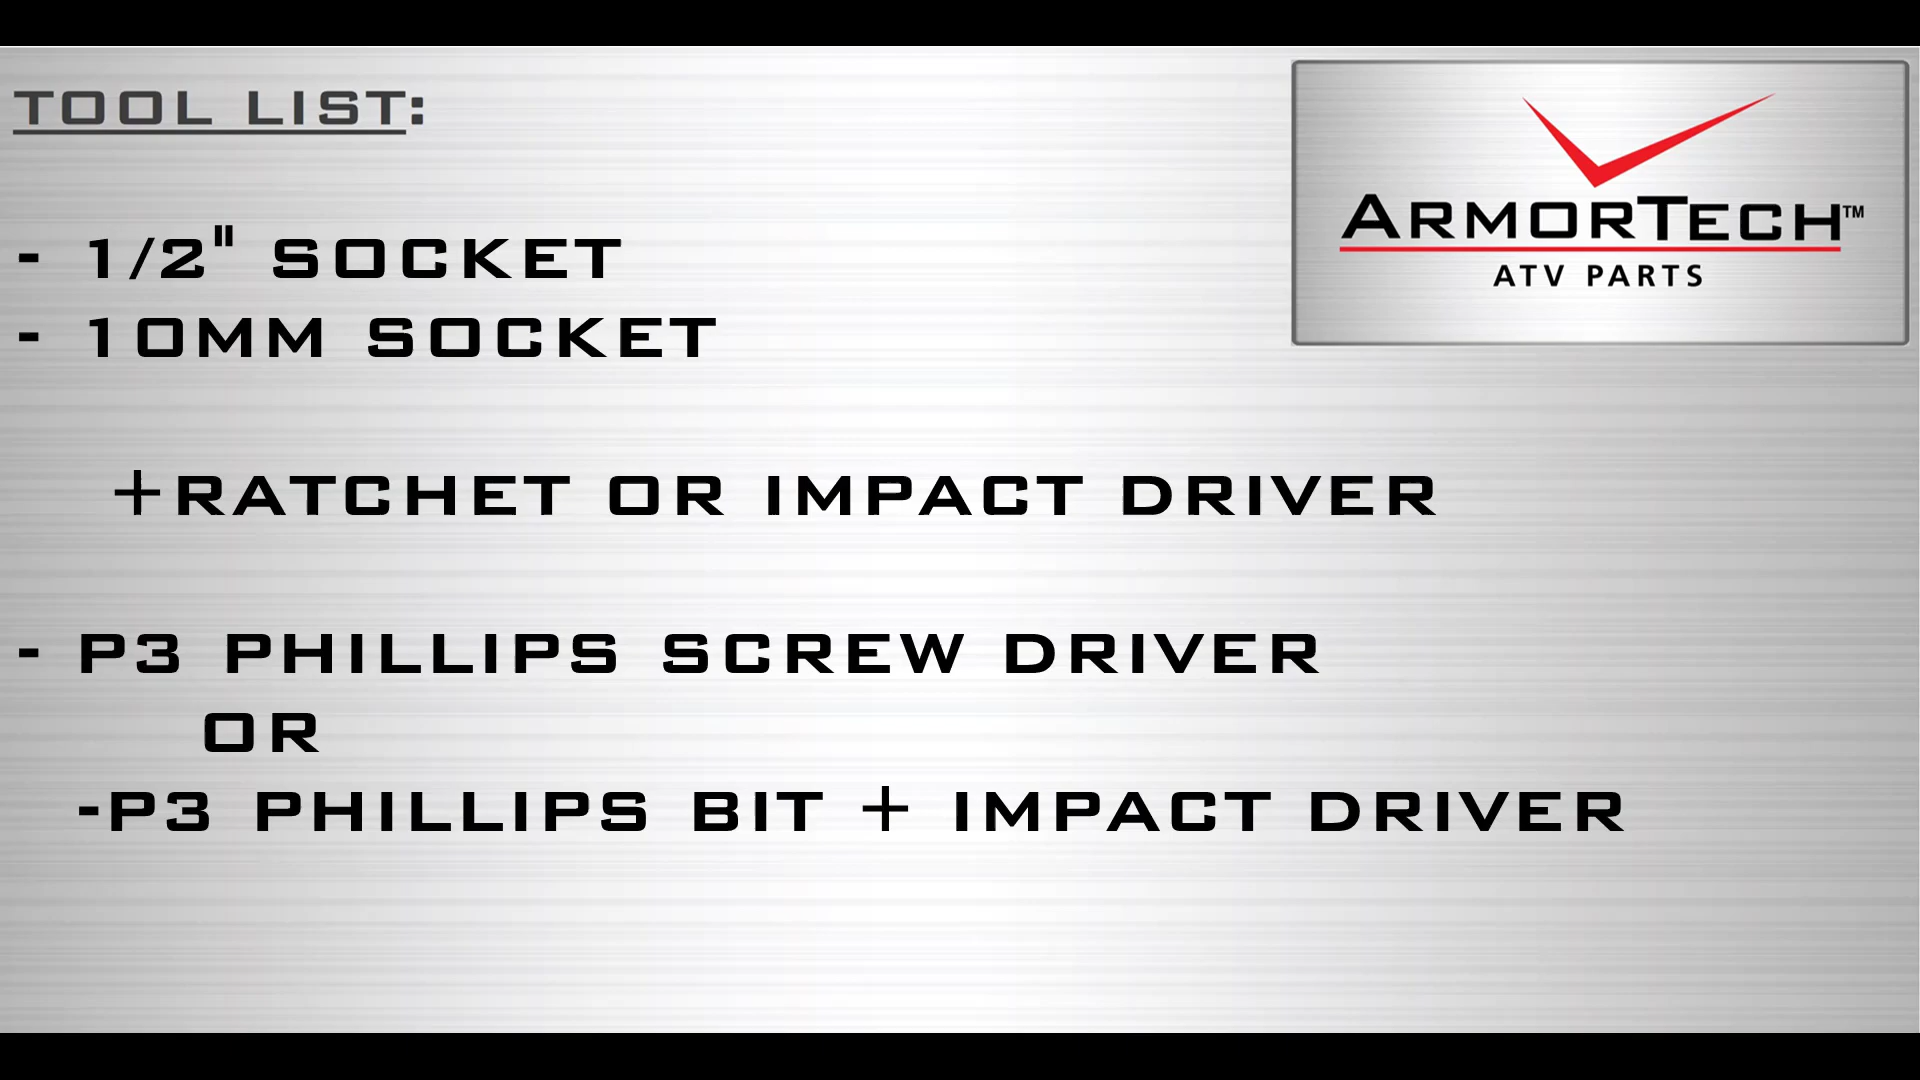 TOOL LIST:
- 1/2" SOCKET
- 10MM SOCKET
+RATCHET OR IMPACT DRIVER
- P3 PHILLIPS SCREW DRIVER
OR
-P3 PHILLIPS BIT + IMPACT DRIVER
ARMORTECH™
ATV PARTS